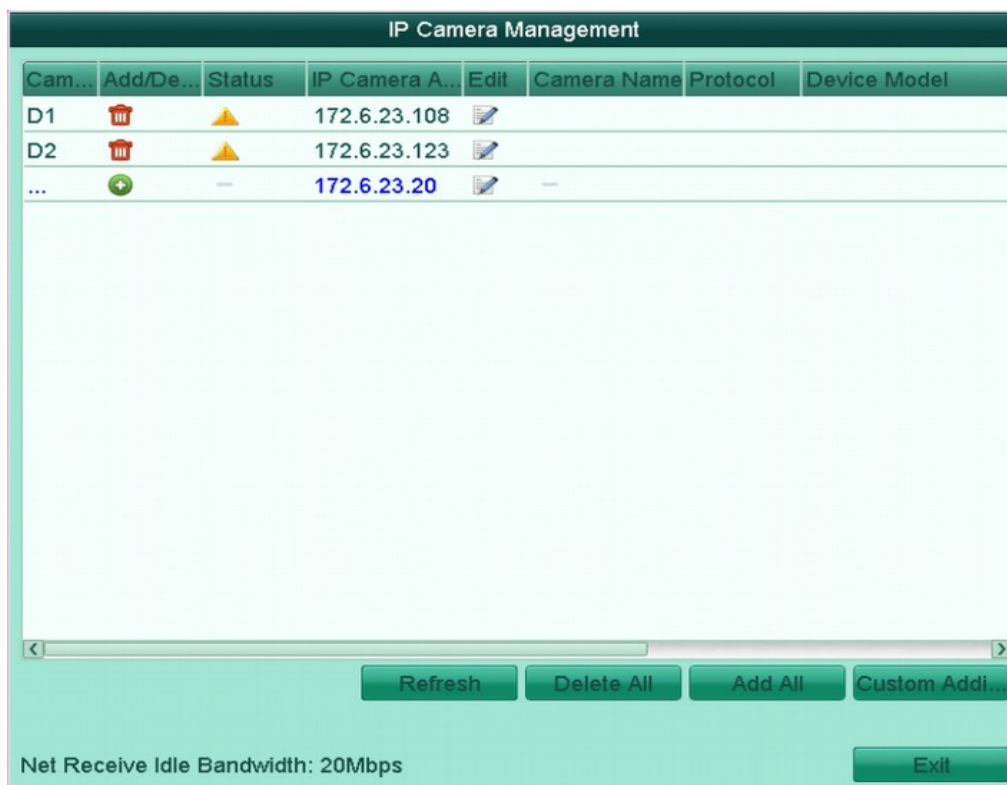 IP Camera Management
Cam... Add/De... Status IP Camera A... Edit Camera Name Protocol Device Model
D1 172.6.23.108
D2 172.6.23.123
... – 172.6.23.20 –
Refresh Delete All Add All Custom Addi...
Net Receive Idle Bandwidth: 20Mbps Exit